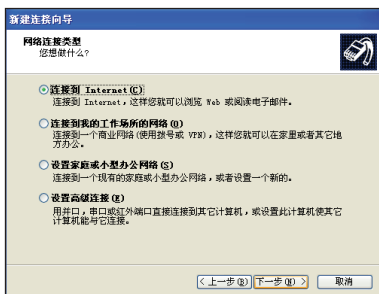 新建连接向导
网络连接类型
您想做什么?
连接到 Internet(C)
连接到 Internet,这样您就可以浏览 Web 或阅读电子邮件。
连接到我的工作场所的网络(O)
连接到一个商业网络(使用拨号或 VPN),这样您就可以在家里或者其它地
方办公。
设置家庭或小型办公网络(S)
连接到一个现有的家庭或小型办公网络,或者设置一个新的。
设置高级连接(E)
用并口,串口或红外端口直接连接到其它计算机,或设置此计算机使其它
计算机能与它连接。
<上一步(B) 下一步(N)> 取消